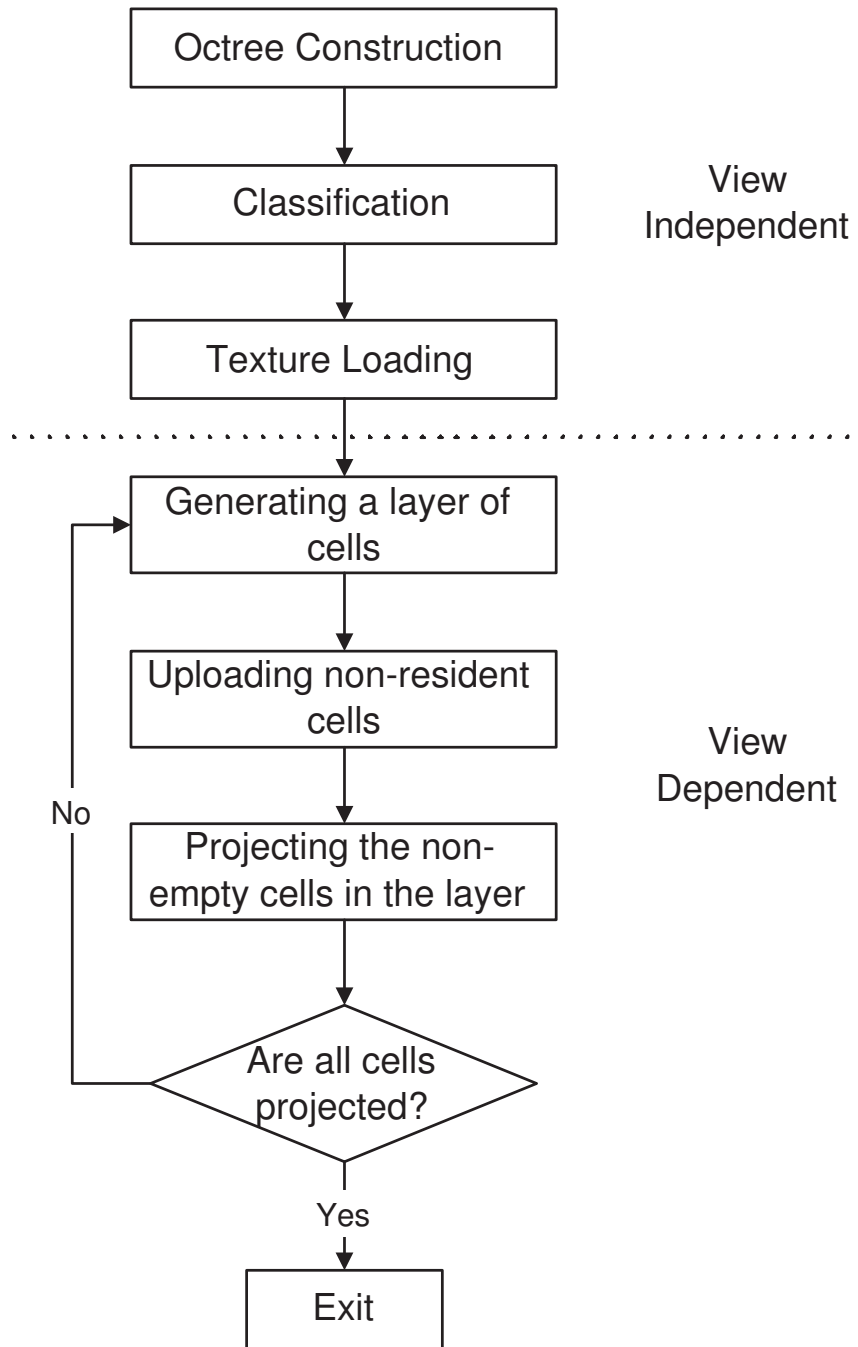 Octree Construction
Classification
View
Independent
Texture Loading
Generating a layer of
cells
Uploading non-resident
cells
View
Dependent
No
Projecting the non-
empty cells in the layer
Are all cells
projected?
Yes
Exit